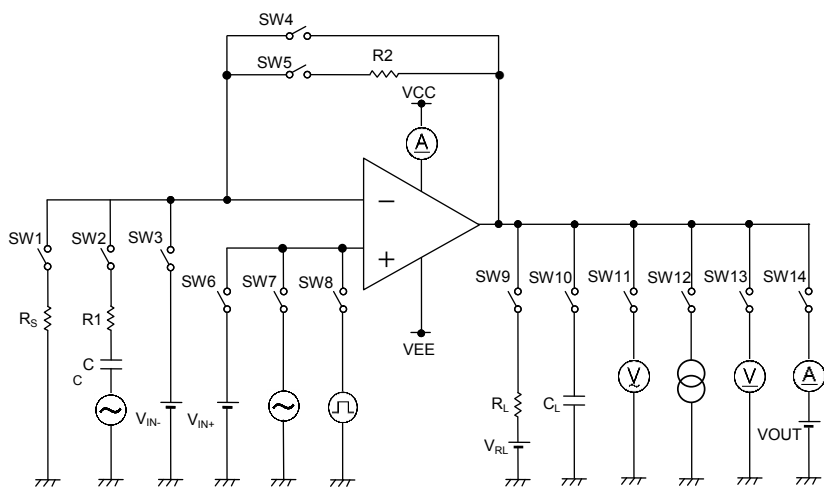 SW4
SW5
R2
VCC
A
SW1
SW2
SW3
−
+
SW6
SW7
SW8
SW9
SW10
SW11
SW12
SW13
SW14
RS
R1
C
C
VEE
V
V
A
VIN-
VIN+
RL
CL
VRL
VOUT